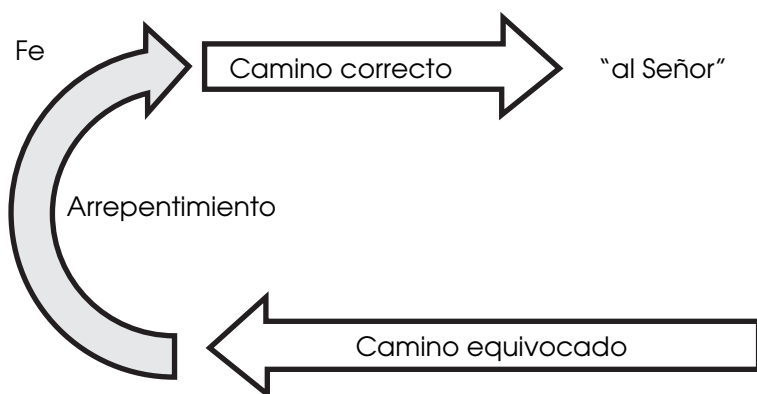 Fe
Camino correcto
“al Señor”
Arrepentimiento
Camino equivocado